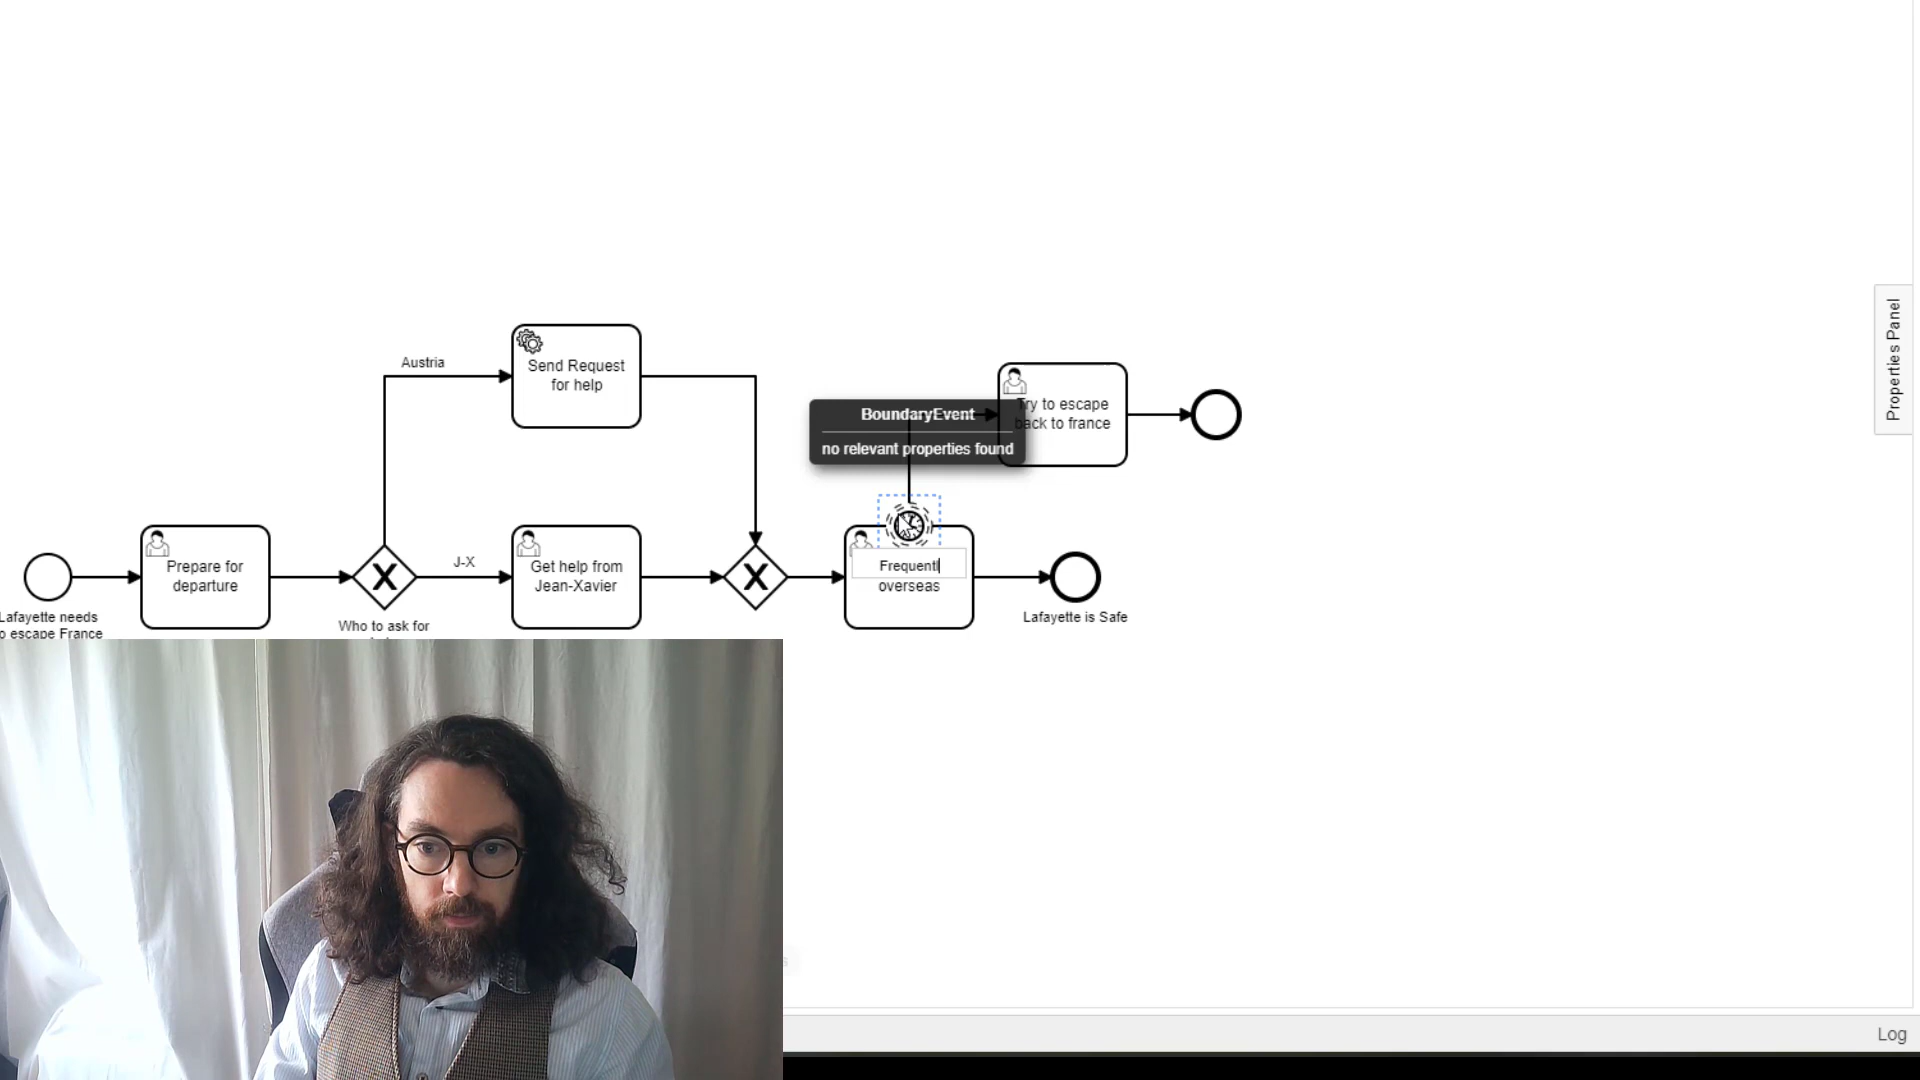 Austria
Send Request
for help
BoundaryEvent
no relevant properties found
Try to escape
back to france
Prepare for
departure
J-X
Get help from
Jean-Xavier
Frequentl
overseas
Lafayette needs
o escape France
Who to ask for
Lafayette is Safe
Properties Panel
Log